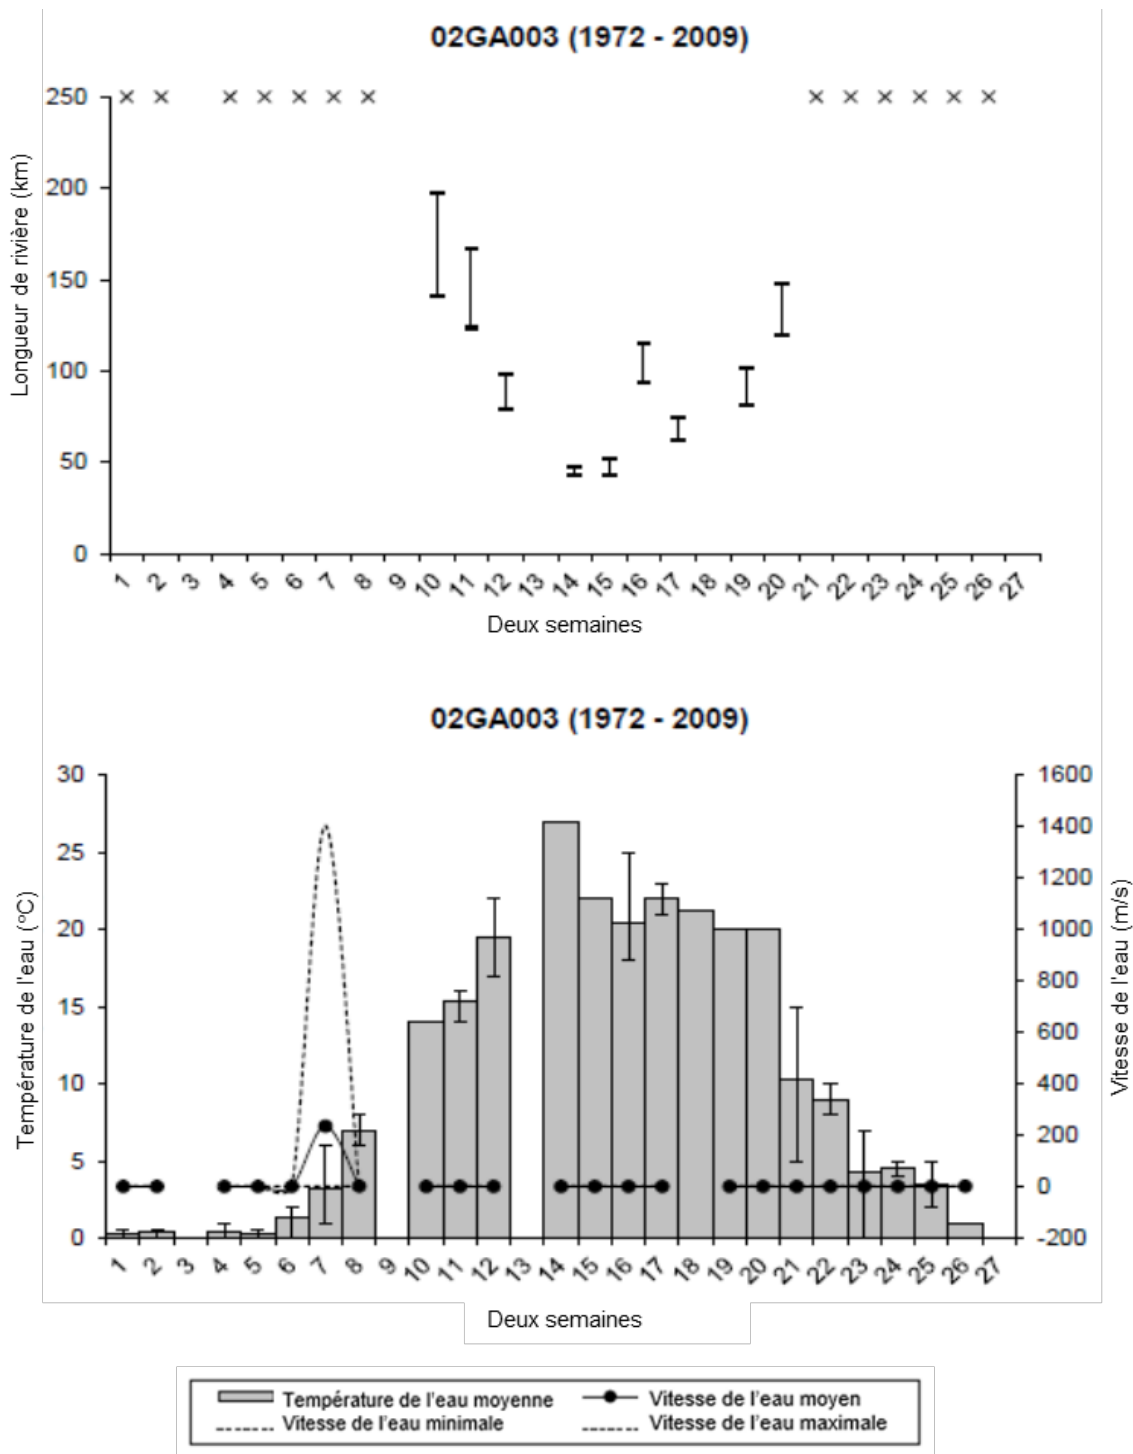 02GA003 (1972 - 2009)
Longueur de rivière (km)
250
200
150
100
50
0
1 2 3 4 5 6 7 8 9 10 11 12 13 14 15 16 17 18 19 20 21 22 23 24 25 26 27
Deux semaines
02GA003 (1972 - 2009)
Température de l'eau (°C)
30
25
20
15
10
5
0
Vitesse de l'eau (m/s)
1600
1400
1200
1000
800
600
400
200
0
-200
1 2 3 4 5 6 7 8 9 10 11 12 13 14 15 16 17 18 19 20 21 22 23 24 25 26 27
Deux semaines
Température de l'eau moyenne
Vitesse de l'eau moyen
Vitesse de l'eau minimale
Vitesse de l'eau maximale